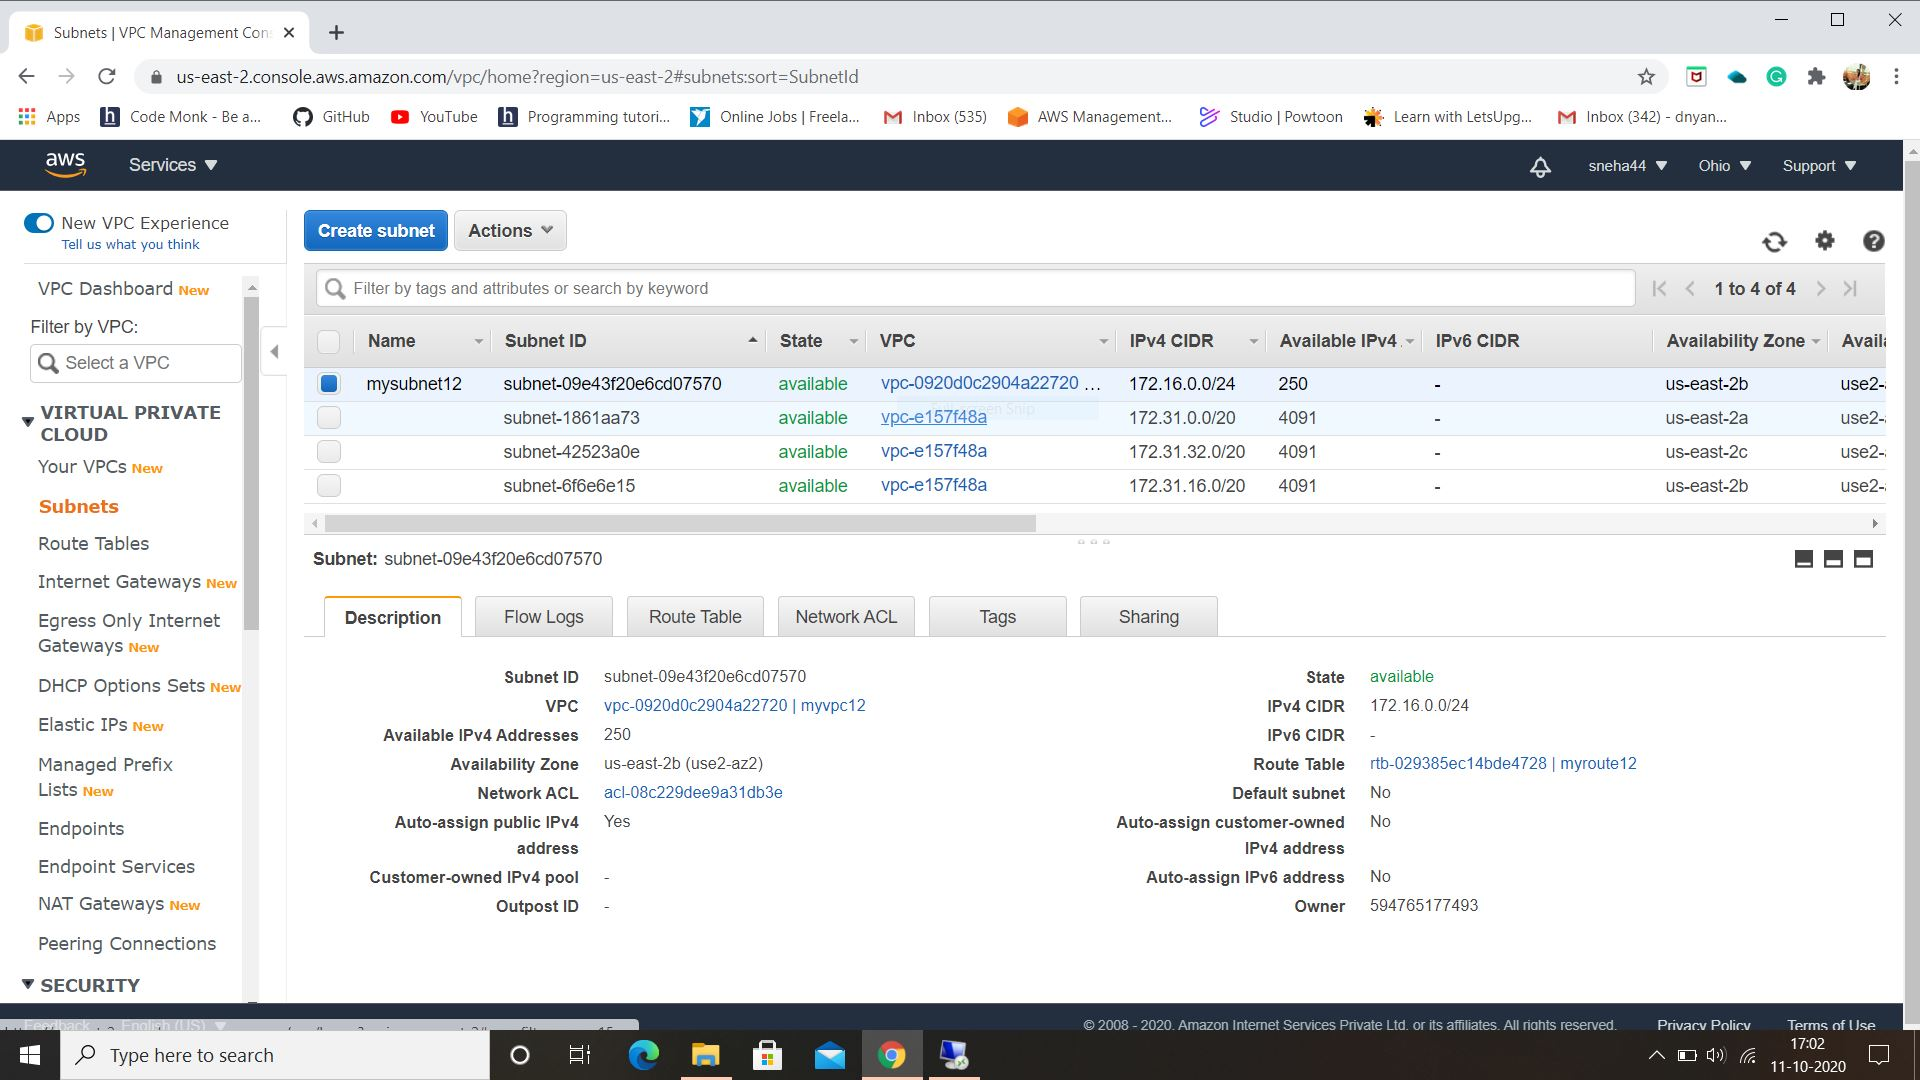 Subnets | VPC Management Con
us-east-2.console.aws.amazon.com/vpc/home?region=us-east-2#subnets:sort=SubnetId
Apps
Code Monk - Be a...
GitHub
YouTube
Programming tutori...
Online Jobs | Freela...
Inbox (535)
AWS Management...
Studio | Powtoon
Learn with LetsUpg...
Inbox (342) - dnyan...
aws
Services
sneha44
Ohio
Support
New VPC Experience
Tell us what you think
VPC Dashboard New
Filter by VPC:
Select a VPC
VIRTUAL PRIVATE
CLOUD
Your VPCs New
Subnets
Route Tables
Internet Gateways New
Egress Only Internet
Gateways New
DHCP Options Sets New
Elastic IPs New
Managed Prefix
Lists New
Endpoints
Endpoint Services
NAT Gateways New
Peering Connections
SECURITY
Create subnet
Actions
Filter by tags and attributes or search by keyword
1 to 4 of 4
Name Subnet ID State VPC IPv4 CIDR Available IPv4 IPv6 CIDR Availability Zone Avail
mysubnet12 subnet-09e43f20e6cd07570 available vpc-0920d0c2904a22720 ... 172.16.0.0/24 250 - us-east-2b use2-
subnet-1861aa73 available vpc-e157f48a 172.31.0.0/20 4091 - us-east-2a use2-
subnet-42523a0e available vpc-e157f48a 172.31.32.0/20 4091 - us-east-2c use2-
subnet-6f6e6e15 available vpc-e157f48a 172.31.16.0/20 4091 - us-east-2b use2-
Subnet: subnet-09e43f20e6cd07570
Description
Flow Logs
Route Table
Network ACL
Tags
Sharing
Subnet ID subnet-09e43f20e6cd07570
VPC vpc-0920d0c2904a22720 | myvpc12
Available IPv4 Addresses 250
Availability Zone us-east-2b (use2-az2)
Network ACL acl-08c229dee9a31db3e
Auto-assign public IPv4 Yes
address
Customer-owned IPv4 pool -
Outpost ID -
State available
IPv4 CIDR 172.16.0.0/24
IPv6 CIDR -
Route Table rtb-029385ec14bde4728 | myroute12
Default subnet No
Auto-assign customer-owned No
IPv4 address
Auto-assign IPv6 address No
Owner 594765177493
Feedback English (US)
© 2008 - 2020, Amazon Internet Services Private Ltd. or its affiliates. All rights reserved.
Privacy Policy
Terms of Use
Type here to search
17:02
11-10-2020